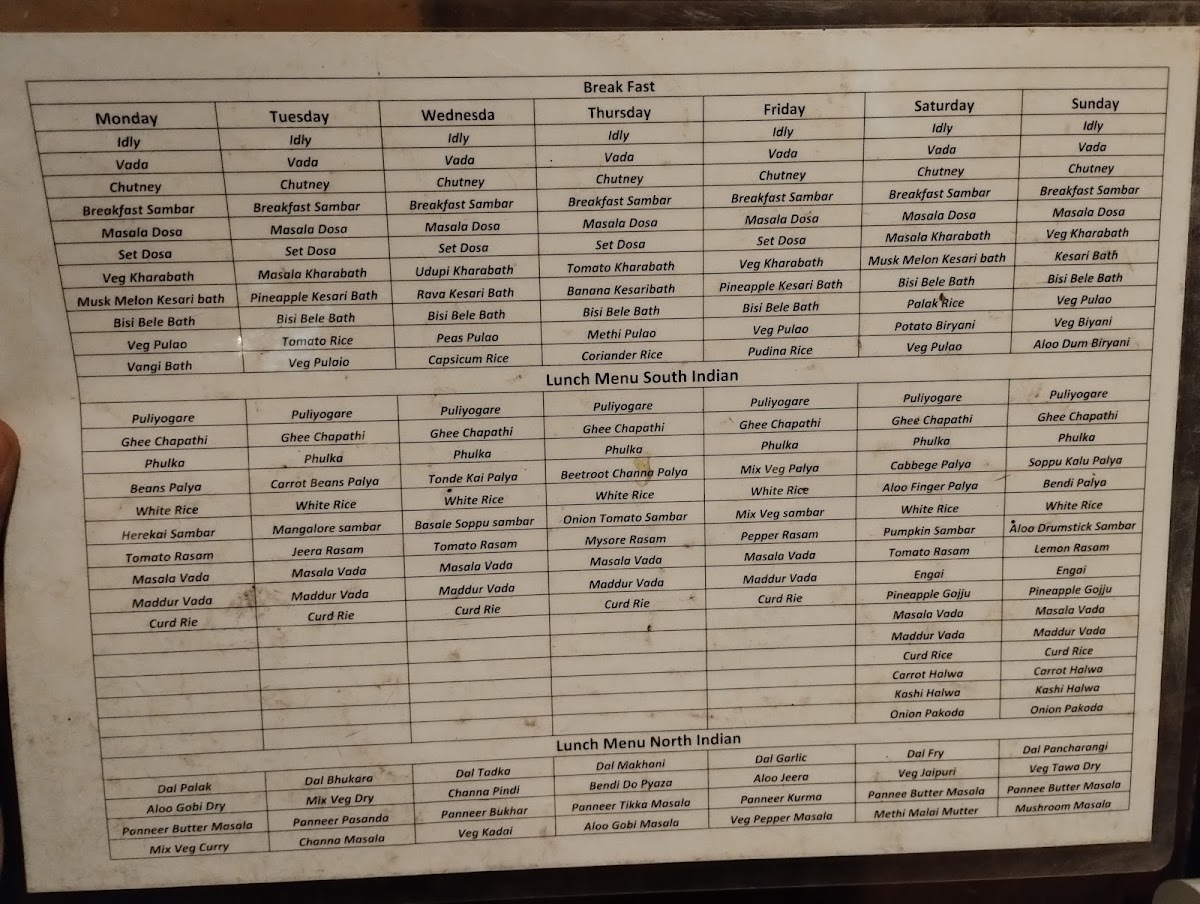 Break Fast
Monday Tuesday Wednesda Thursday Friday Saturday Sunday
Idly Idly Idly Idly Idly Idly Idly
Vada Vada Vada Vada Vada Vada Vada
Chutney Chutney Chutney Chutney Chutney Chutney Chutney
Breakfast Sambar Breakfast Sambar Breakfast Sambar Breakfast Sambar Breakfast Sambar Breakfast Sambar Breakfast Sambar
Masala Dosa Masala Dosa Masala Dosa Masala Dosa Masala Dosa Masala Dosa Masala Dosa
Set Dosa Set Dosa Set Dosa Set Dosa Set Dosa Masala Kharabath Veg Kharabath
Veg Kharabath Masala Kharabath Udupi Kharabath Tomato Kharabath Veg Kharabath Musk Melon Kesari bath Kesari Bath
Musk Melon Kesari bath Pineapple Kesari Bath Rava Kesari Bath Banana Kesaribath Pineapple Kesari Bath Bisi Bele Bath Bisi Bele Bath
Bisi Bele Bath Bisi Bele Bath Bisi Bele Bath Bisi Bele Bath Bisi Bele Bath Palak Rice Veg Pulao
Veg Pulao Tomato Rice Peas Pulao Methi Pulao Veg Pulao Potato Biryani Veg Biyani
Vangi Bath Veg Pulaio Capsicum Rice Coriander Rice Pudina Rice Veg Pulao Aloo Dum Biryani
Lunch Menu South Indian
Puliyogare Puliyogare Puliyogare Puliyogare Puliyogare Puliyogare Puliyogare
Ghee Chapathi Ghee Chapathi Ghee Chapathi Ghee Chapathi Ghee Chapathi Ghee Chapathi Ghee Chapathi
Phulka Phulka Phulka Phulka Phulka Phulka Phulka
Beans Palya Carrot Beans Palya Tonde Kai Palya Beetroot Channa Palya Mix Veg Palya Cabbege Palya Soppu Kalu Palya
White Rice White Rice White Rice White Rice White Rice Aloo Finger Palya Bendi Palya
Herekai Sambar Mangalore sambar Basale Soppu sambar Onion Tomato Sambar Mix Veg sambar White Rice White Rice
Tomato Rasam Jeera Rasam Tomato Rasam Mysore Rasam Pepper Rasam Pumpkin Sambar Aloo Drumstick Sambar
Masala Vada Masala Vada Masala Vada Masala Vada Masala Vada Tomato Rasam Lemon Rasam
Maddur Vada Maddur Vada Maddur Vada Maddur Vada Maddur Vada Engai Engai
Curd Rie Curd Rie Curd Rie Curd Rie Curd Rie Pineapple Gojju Pineapple Gojju
Masala Vada Masala Vada
Maddur Vada Maddur Vada
Curd Rice Curd Rice
Carrot Halwa Carrot Halwa
Kashi Halwa Kashi Halwa
Onion Pakoda Onion Pakoda
Lunch Menu North Indian
Dal Palak Dal Bhukara Dal Tadka Dal Makhani Dal Garlic Dal Fry Dal Pancharangi
Aloo Gobi Dry Mix Veg Dry Channa Pindi Bendi Do Pyaza Aloo Jeera Veg Jaipuri Veg Tawa Dry
Panneer Butter Masala Panneer Pasanda Panneer Bukhar Panneer Tikka Masala Panneer Kurma Pannee Butter Masala Pannee Butter Masala
Mix Veg Curry Channa Masala Veg Kadai Aloo Gobi Masala Veg Pepper Masala Methi Malai Mutter Mushroom Masala